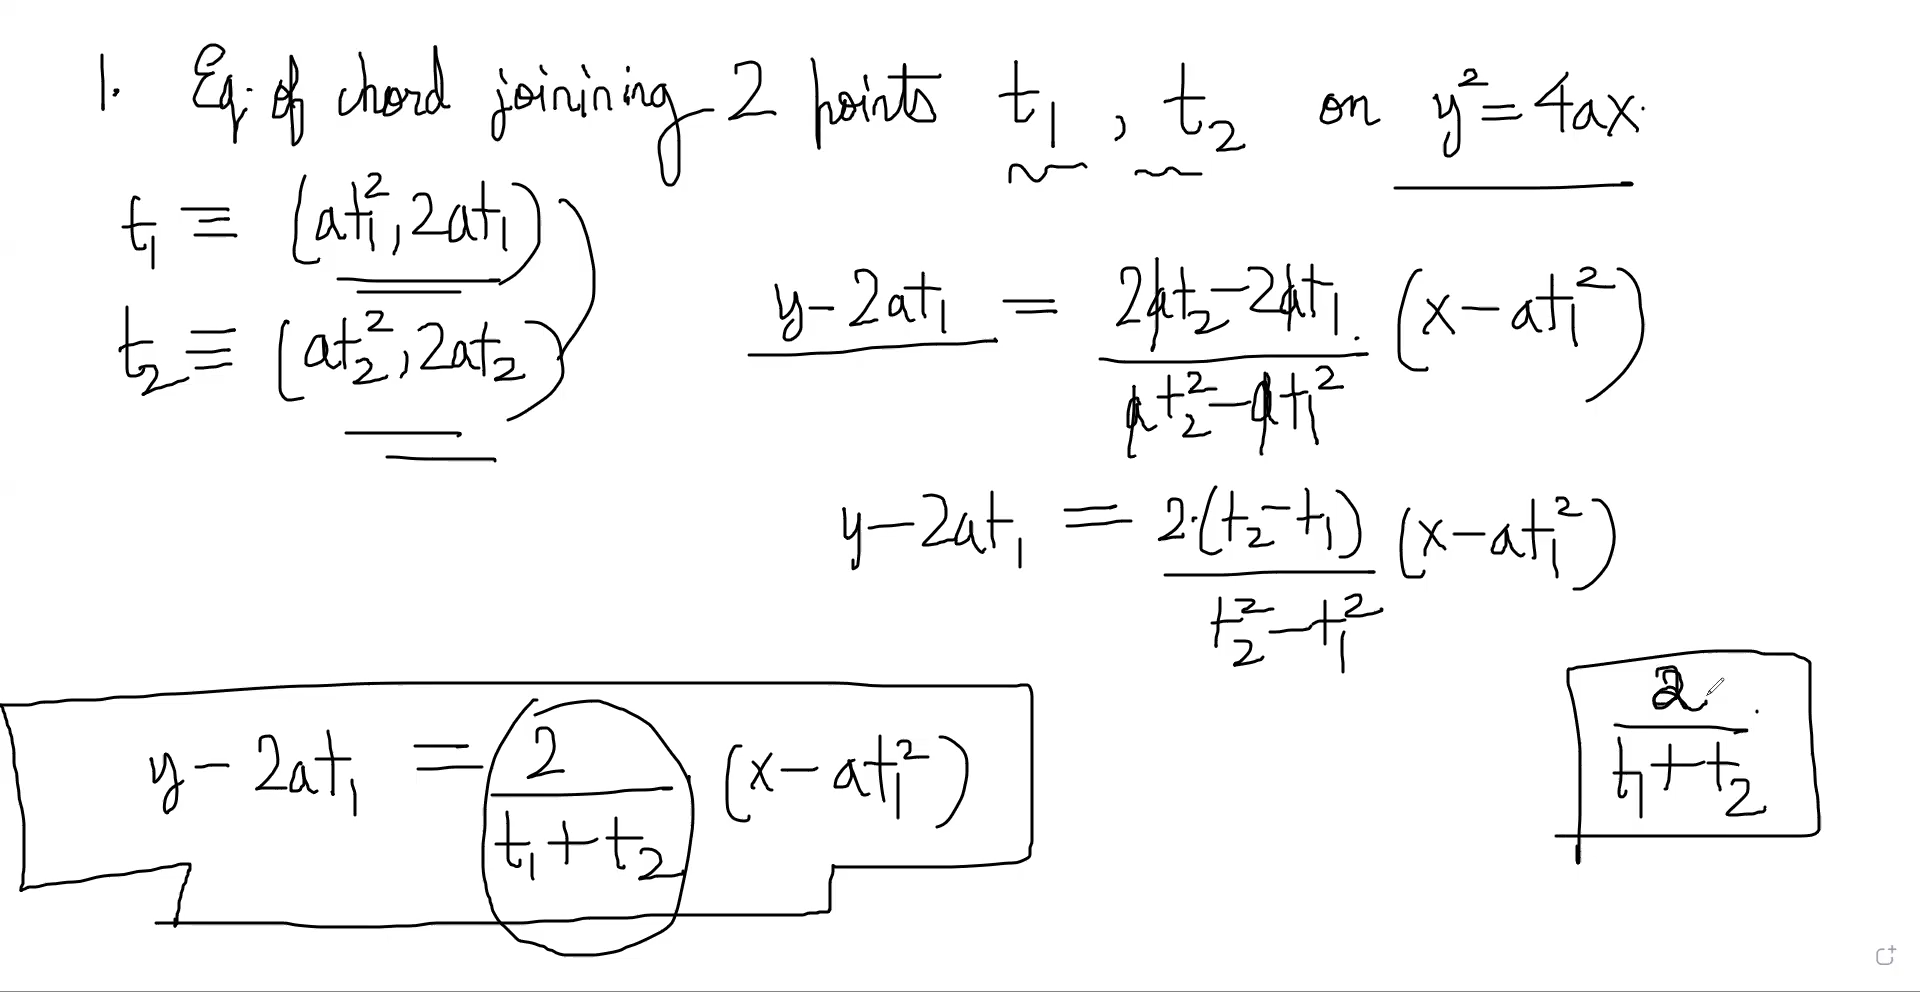 1. Eq. of chord joinining 2 points t₁, t₂ on y² = 4ax.
t₁ ≡ (at₁², 2at₁)
t₂ ≡ (at₂², 2at₂)
y - 2at₁ = (2at₂ - 2at₁)/(at₂² - at₁²) (x - at₁²)
y - 2at₁ = 2·(t₂ - t₁)/(t₂² - t₁²) (x - at₁²)
y - 2at₁ = 2/(t₁ + t₂) (x - at₁²)
2/(t₁ + t₂)